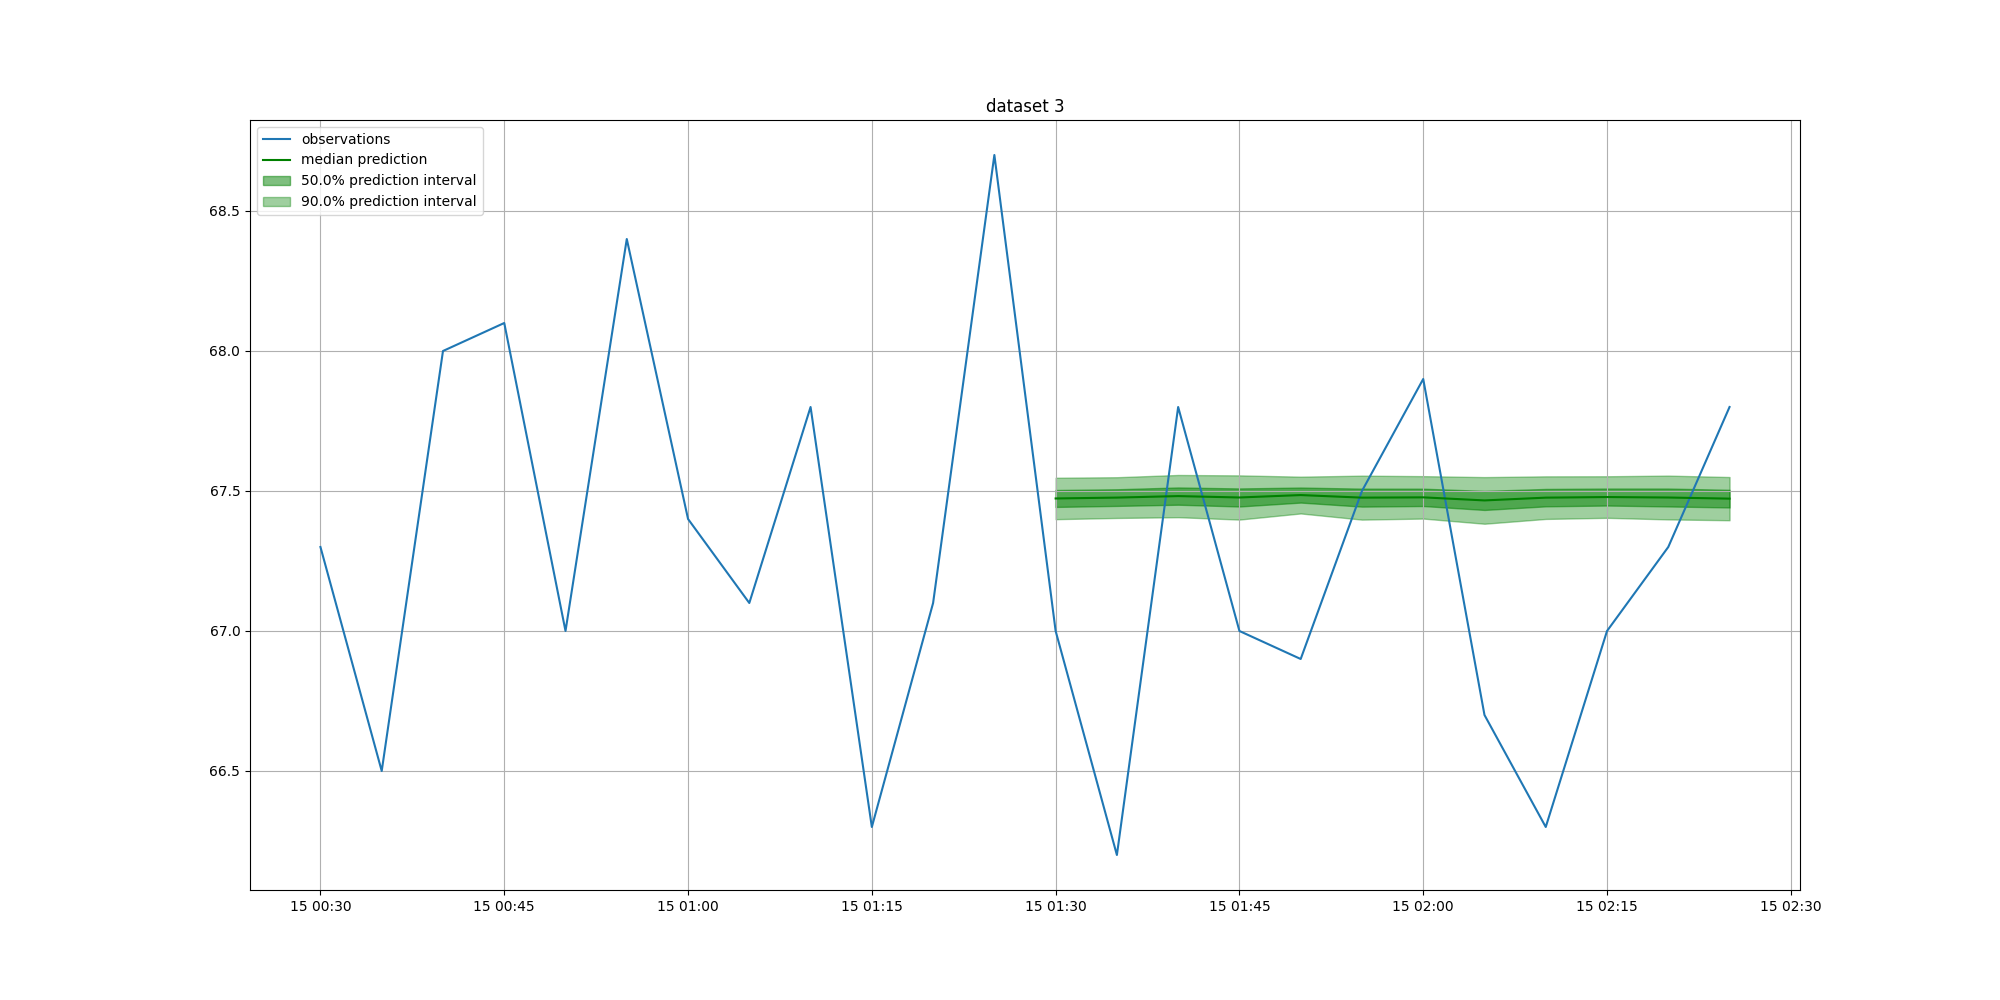 dataset 3
observations
median prediction
50.0% prediction interval
90.0% prediction interval
68.5
68.0
67.5
67.0
66.5
15 00:30 15 00:45 15 01:00 15 01:15 15 01:30 15 01:45 15 02:00 15 02:15 15 02:30